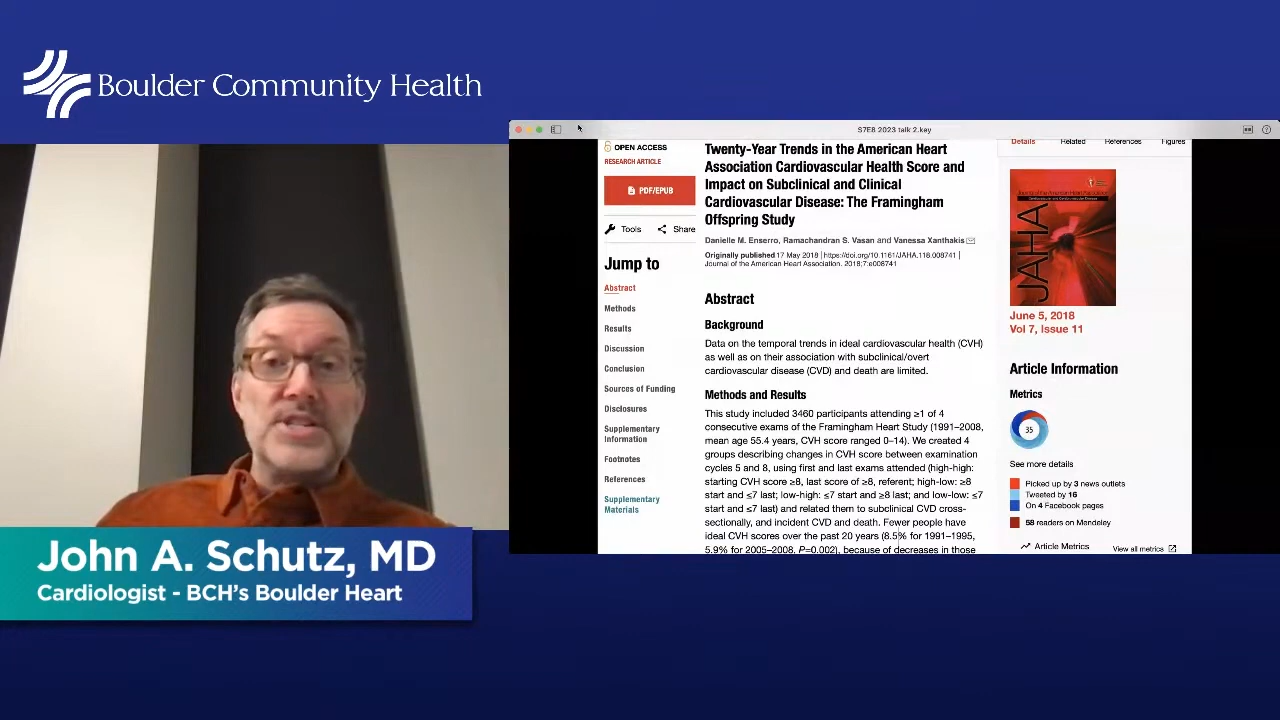 Boulder Community Health
John A. Schutz, MD
Cardiologist - BCH's Boulder Heart
S7E8 2023 talk 2.key
OPEN ACCESS
RESEARCH ARTICLE
PDF/EPUB
Tools
Share
Jump to
Abstract
Methods
Results
Discussion
Conclusion
Sources of Funding
Disclosures
Supplementary
Information
Footnotes
References
Supplementary
Materials
Twenty-Year Trends in the American Heart
Association Cardiovascular Health Score and
Impact on Subclinical and Clinical
Cardiovascular Disease: The Framingham
Offspring Study
Danielle M. Enserro, Ramachandran S. Vasan and Vanessa Xanthakis
Originally published 17 May 2018 | https://doi.org/10.1161/JAHA.118.008741 |
Journal of the American Heart Association. 2018;7:e008741
Abstract
Background
Data on the temporal trends in ideal cardiovascular health (CVH)
as well as on their association with subclinical/overt
cardiovascular disease (CVD) and death are limited.
Methods and Results
This study included 3460 participants attending ≥1 of 4
consecutive exams of the Framingham Heart Study (1991–2008,
mean age 55.4 years, CVH score ranged 0–14). We created 4
groups describing changes in CVH score between examination
cycles 5 and 8, using first and last exams attended (high-high:
starting CVH score ≥8, last score of ≥8, referent; high-low: ≥8
start and ≤7 last; low-high: ≤7 start and ≥8 last; and low-low: ≤7
start and ≤7 last) and related them to subclinical CVD cross-
sectionally, and incident CVD and death. Fewer people have
ideal CVH scores over the past 20 years (8.5% for 1991–1995,
5.9% for 2005–2008, P=0.002), because of decreases in those
Details
Related
References
Figures
JAHA
June 5, 2018
Vol 7, Issue 11
Article Information
Metrics
35
See more details
Picked up by 3 news outlets
Tweeted by 16
On 4 Facebook pages
58 readers on Mendeley
Article Metrics
View all metrics